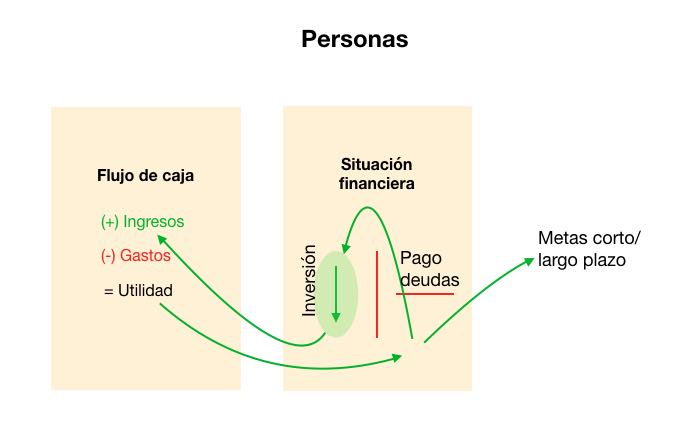 Personas
Flujo de caja
(+) Ingresos
(-) Gastos
= Utilidad
Situación
financiera
Inversión
Pago
deudas
Metas corto/
largo plazo